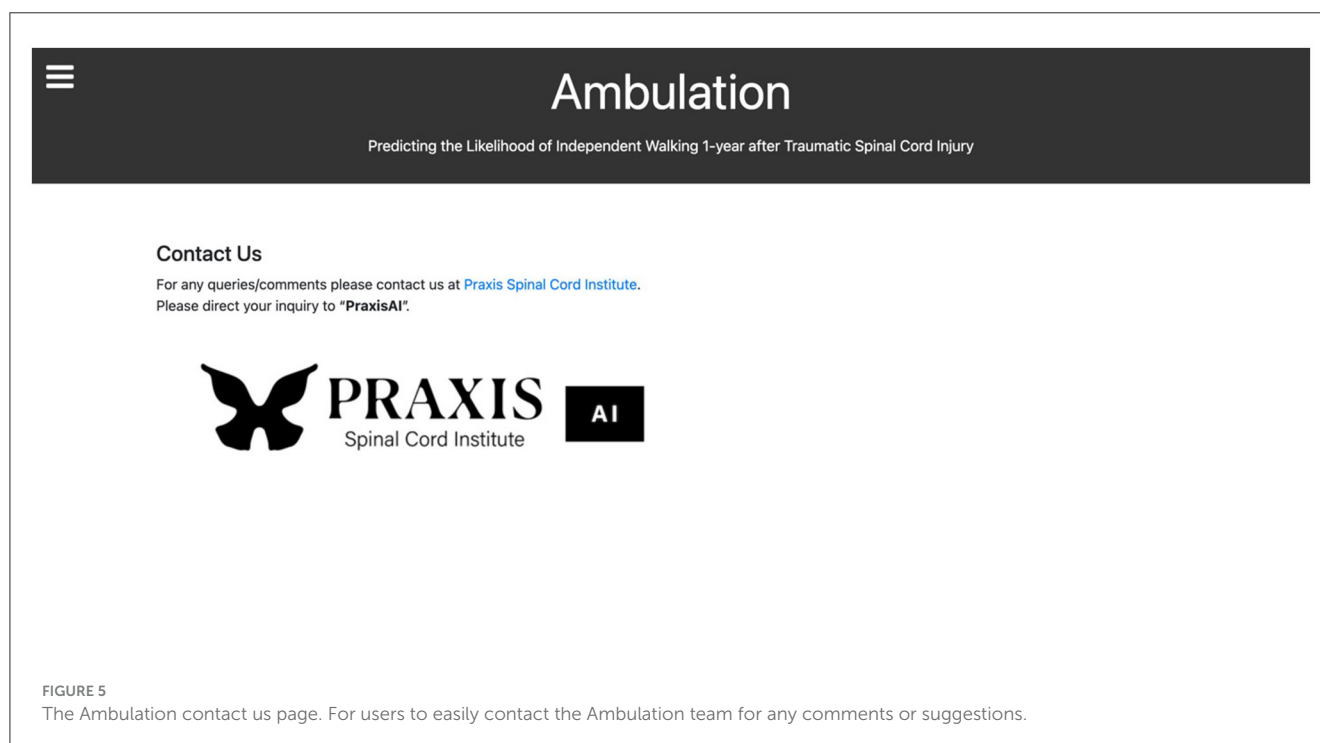 Ambulation
Predicting the Likelihood of Independent Walking 1-year after Traumatic Spinal Cord Injury
Contact Us
For any queries/comments please contact us at Praxis Spinal Cord Institute.
Please direct your inquiry to “PraxisAI”.
PRAXIS
Spinal Cord Institute
AI
FIGURE 5
The Ambulation contact us page. For users to easily contact the Ambulation team for any comments or suggestions.